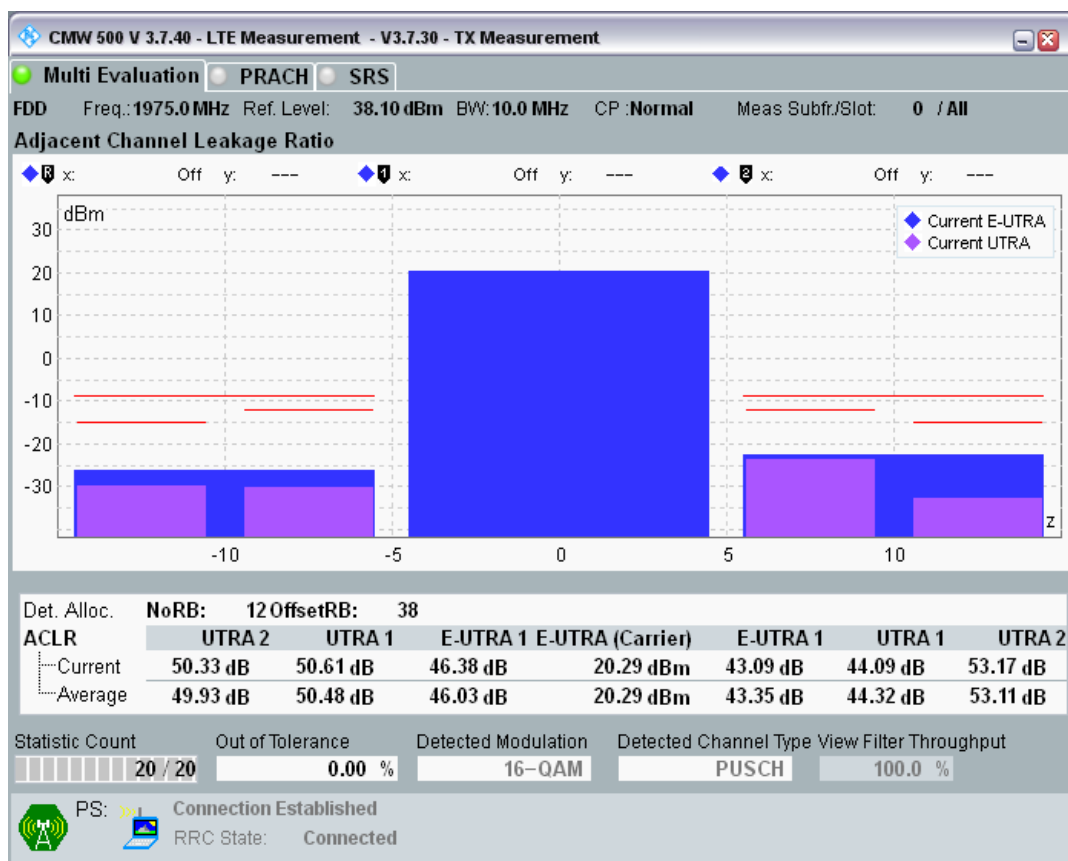 CMW 500 V 3.7.40 - LTE Measurement - V3.7.30 - TX Measurement
Multi Evaluation PRACH SRS
FDD Freq.: 1975.0 MHz Ref. Level: 38.10 dBm BW: 10.0 MHz CP :Normal Meas Subfr./Slot: 0 / All
Adjacent Channel Leakage Ratio
R x: Off y: --- 1 x: Off y: --- 2 x: Off y: ---
dBm
Current E-UTRA
Current UTRA
30
20
10
0
-10
-20
-30
z
-10 -5 0 5 10
Det. Alloc. NoRB: 12 OffsetRB: 38
ACLR UTRA 2 UTRA 1 E-UTRA 1 E-UTRA (Carrier) E-UTRA 1 UTRA 1 UTRA 2
Current 50.33 dB 50.61 dB 46.38 dB 20.29 dBm 43.09 dB 44.09 dB 53.17 dB
Average 49.93 dB 50.48 dB 46.03 dB 20.29 dBm 43.35 dB 44.32 dB 53.11 dB
Statistic Count Out of Tolerance Detected Modulation Detected Channel Type View Filter Throughput
20 / 20 0.00 % 16-QAM PUSCH 100.0 %
PS: Connection Established
RRC State: Connected